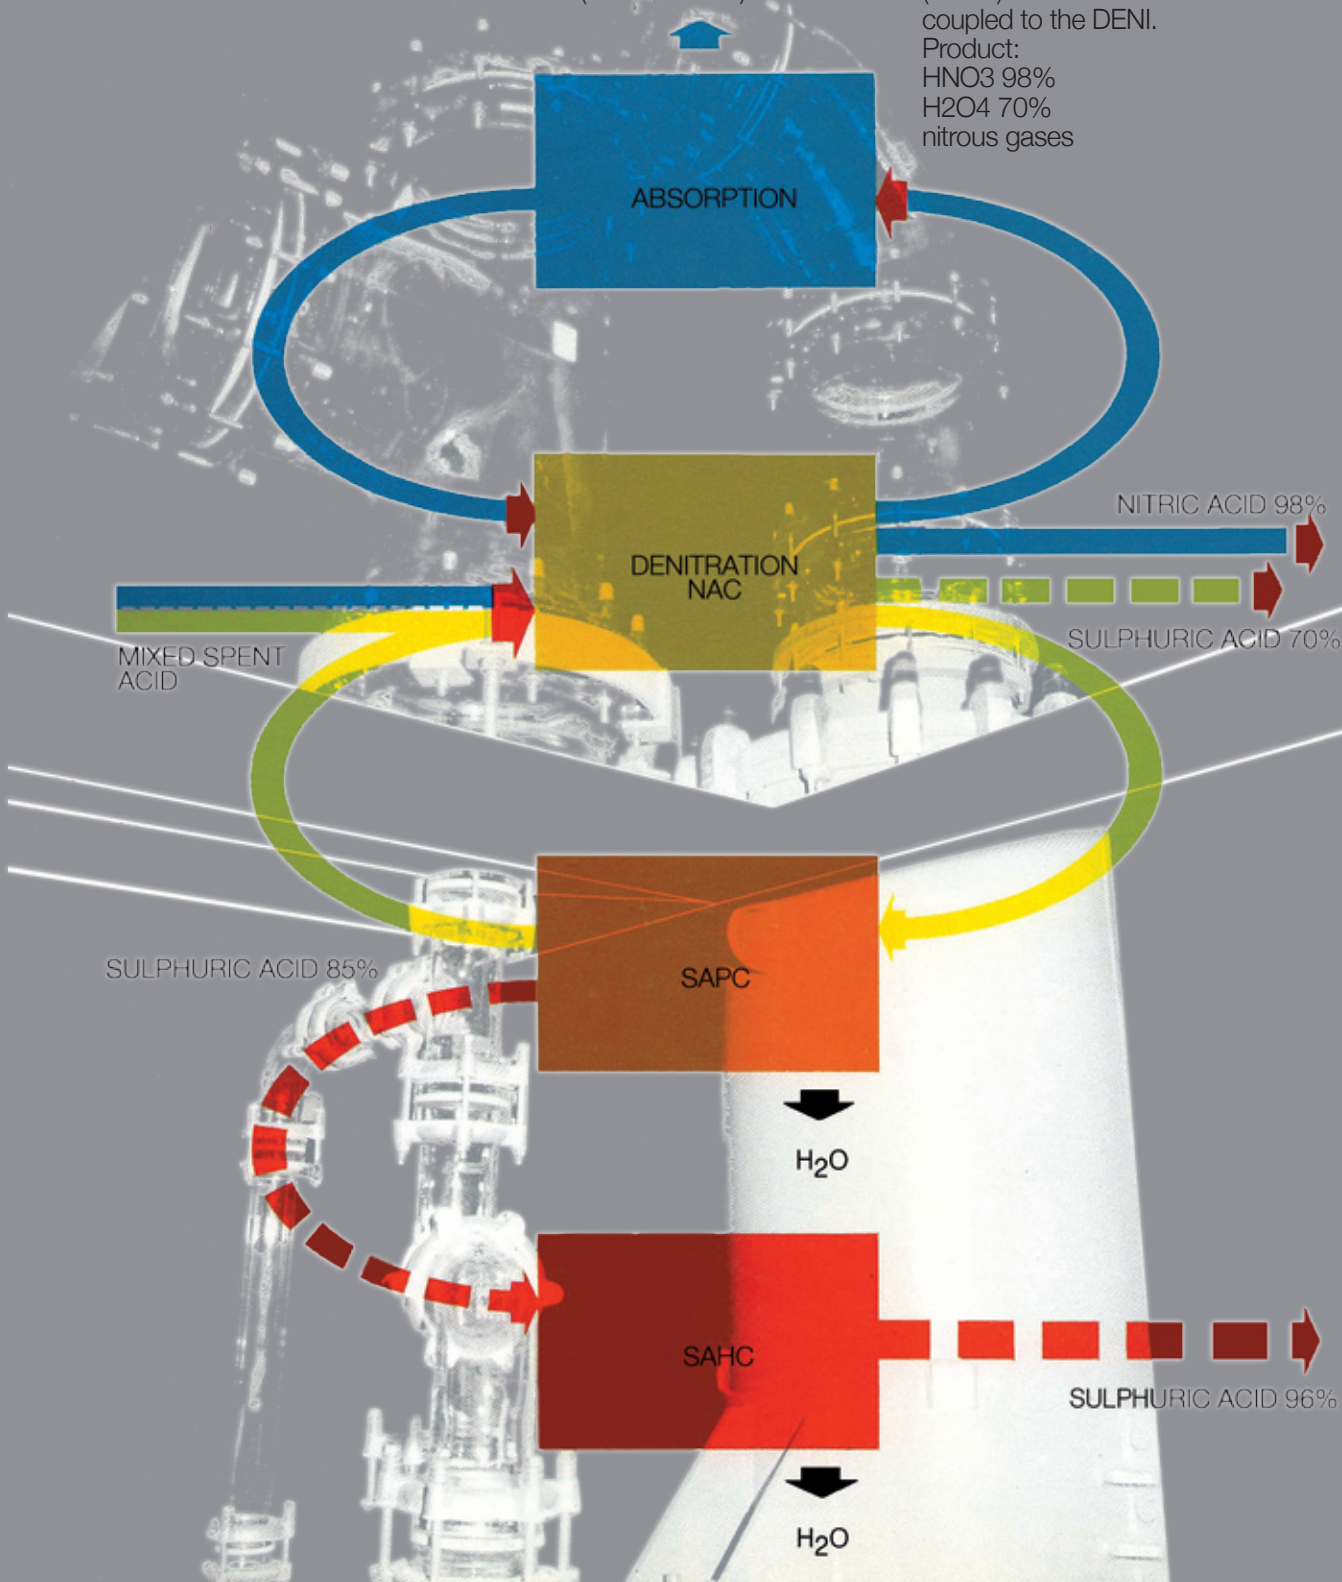 coupled to the DENI.
Product:
HNO3 98%
H2O4 70%
nitrous gases
ABSORPTION
NITRIC ACID 98%
DENITRATION
NAC
SULPHURIC ACID 70%
MIXED SPENT
ACID
SULPHURIC ACID 85%
SAPC
H2O
SAHC
SULPHURIC ACID 96%
H2O